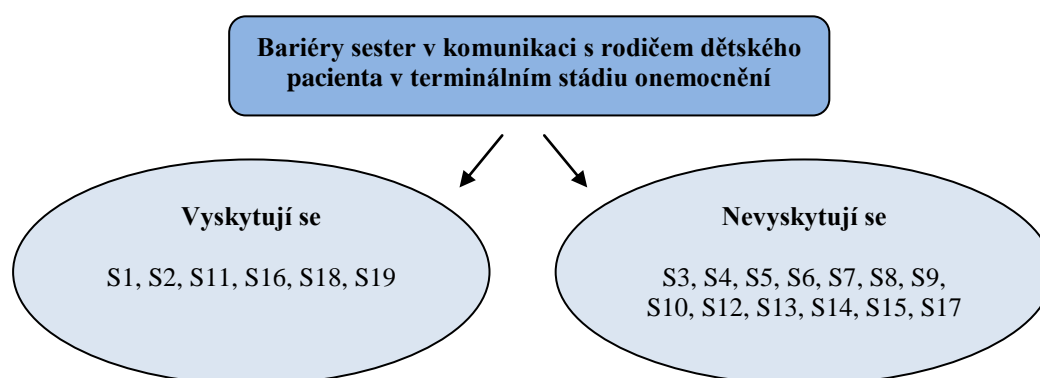 Bariéry sester v komunikaci s rodičem dětského
pacienta v terminálním stádiu onemocnění
Vyskytují se
S1, S2, S11, S16, S18, S19
Nevyskytují se
S3, S4, S5, S6, S7, S8, S9,
S10, S12, S13, S14, S15, S17